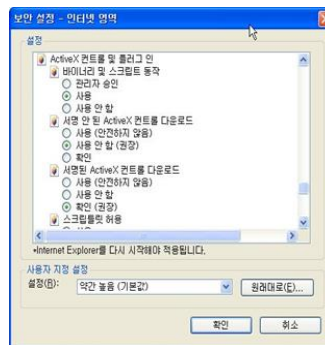 보안 설정 - 인터넷 영역
설정
ActiveX 컨트롤 및 플러그 인
바이너리 및 스크립트 동작
관리자 승인
사용
사용 안 함
서명 안 된 ActiveX 컨트롤 다운로드
사용 (안전하지 않음)
사용 안 함 (권장)
확인
서명된 ActiveX 컨트롤 다운로드
사용 (안전하지 않음)
사용 안 함
확인 (권장)
스크립틀릿 허용
*Internet Explorer를 다시 시작해야 적용됩니다.
사용자 지정 설정
설정(R):
약간 높음 (기본값)
원래대로(E)...
확인
취소